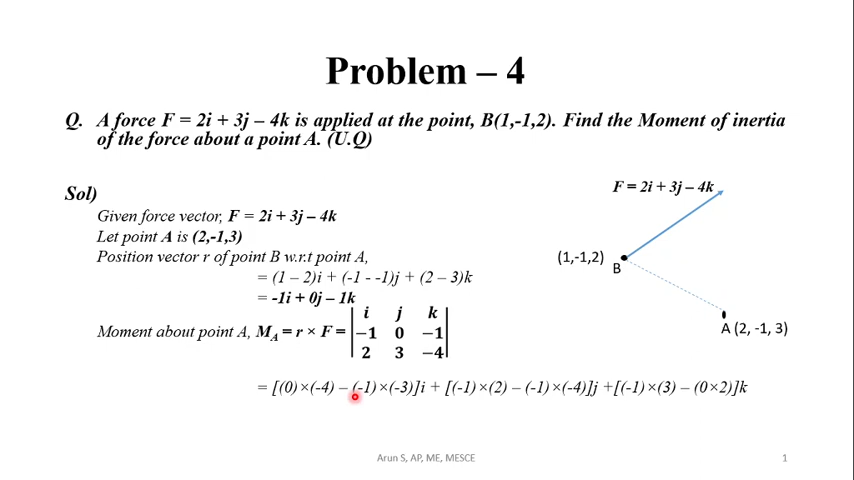 Problem – 4
Q. A force F = 2i + 3j – 4k is applied at the point, B(1,-1,2). Find the Moment of inertia
of the force about a point A. (U.Q)
Sol)
Given force vector, F = 2i + 3j – 4k
Let point A is (2,-1,3)
Position vector r of point B w.r.t point A,
= (1 – 2)i + (-1 - -1)j + (2 – 3)k
= -1i + 0j – 1k
Moment about point A, M_A = r × F = | i j k |
| −1 0 −1 |
| 2 3 −4 |
= [(0)×(-4) – (-1)×(-3)]i + [(-1)×(2) – (-1)×(-4)]j +[(-1)×(3) – (0×2)]k
F = 2i + 3j – 4k
(1,-1,2)
B
A (2, -1, 3)
Arun S, AP, ME, MESCE
1